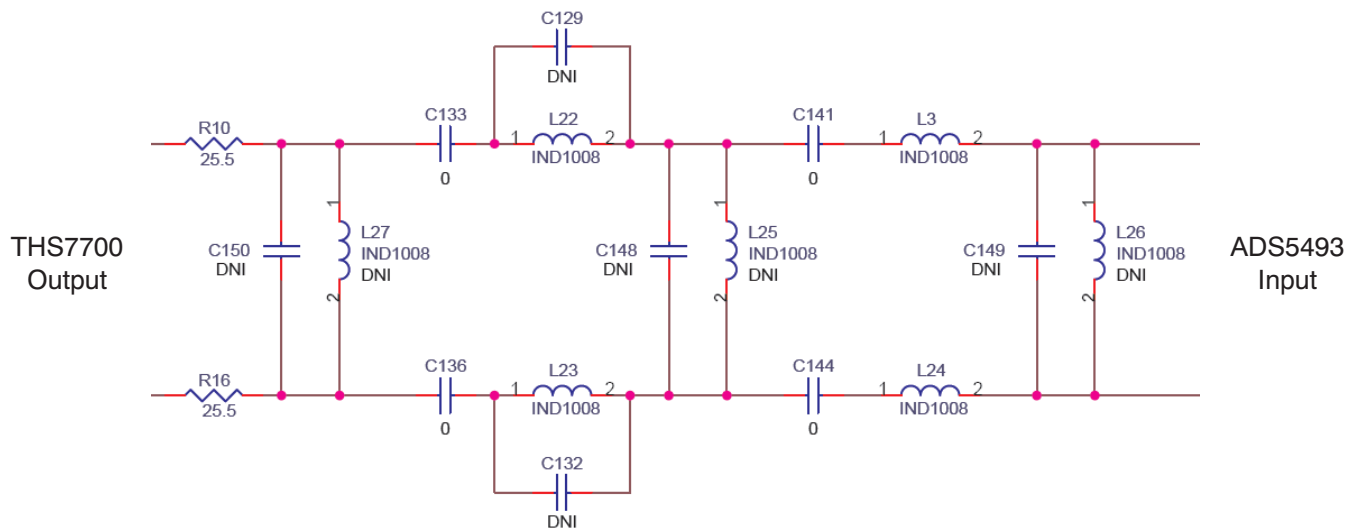 C129
DNI
C133
0
1
L22
2
IND1008
C141
0
1
L3
2
IND1008
R10
25.5
THS7700
Output
C150
DNI
1
L27
IND1008
DNI
2
C148
DNI
1
L25
IND1008
DNI
2
C149
DNI
1
L26
IND1008
DNI
2
ADS5493
Input
R16
25.5
C136
0
1
L23
2
IND1008
C144
0
1
L24
2
IND1008
C132
DNI